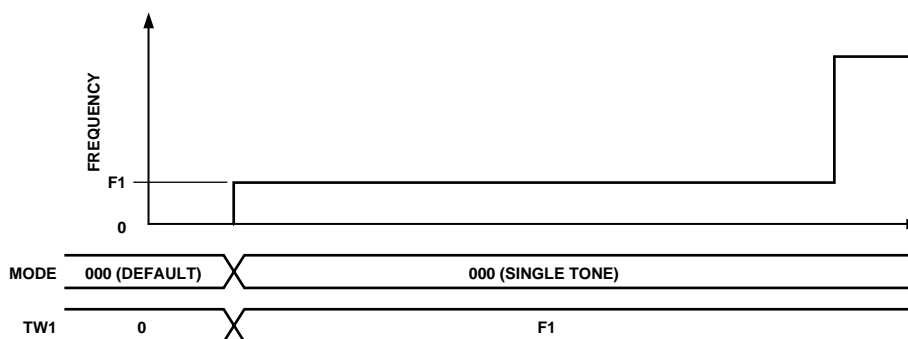 FREQUENCY
F1
0
MODE 000 (DEFAULT) 000 (SINGLE TONE)
TW1 0 F1